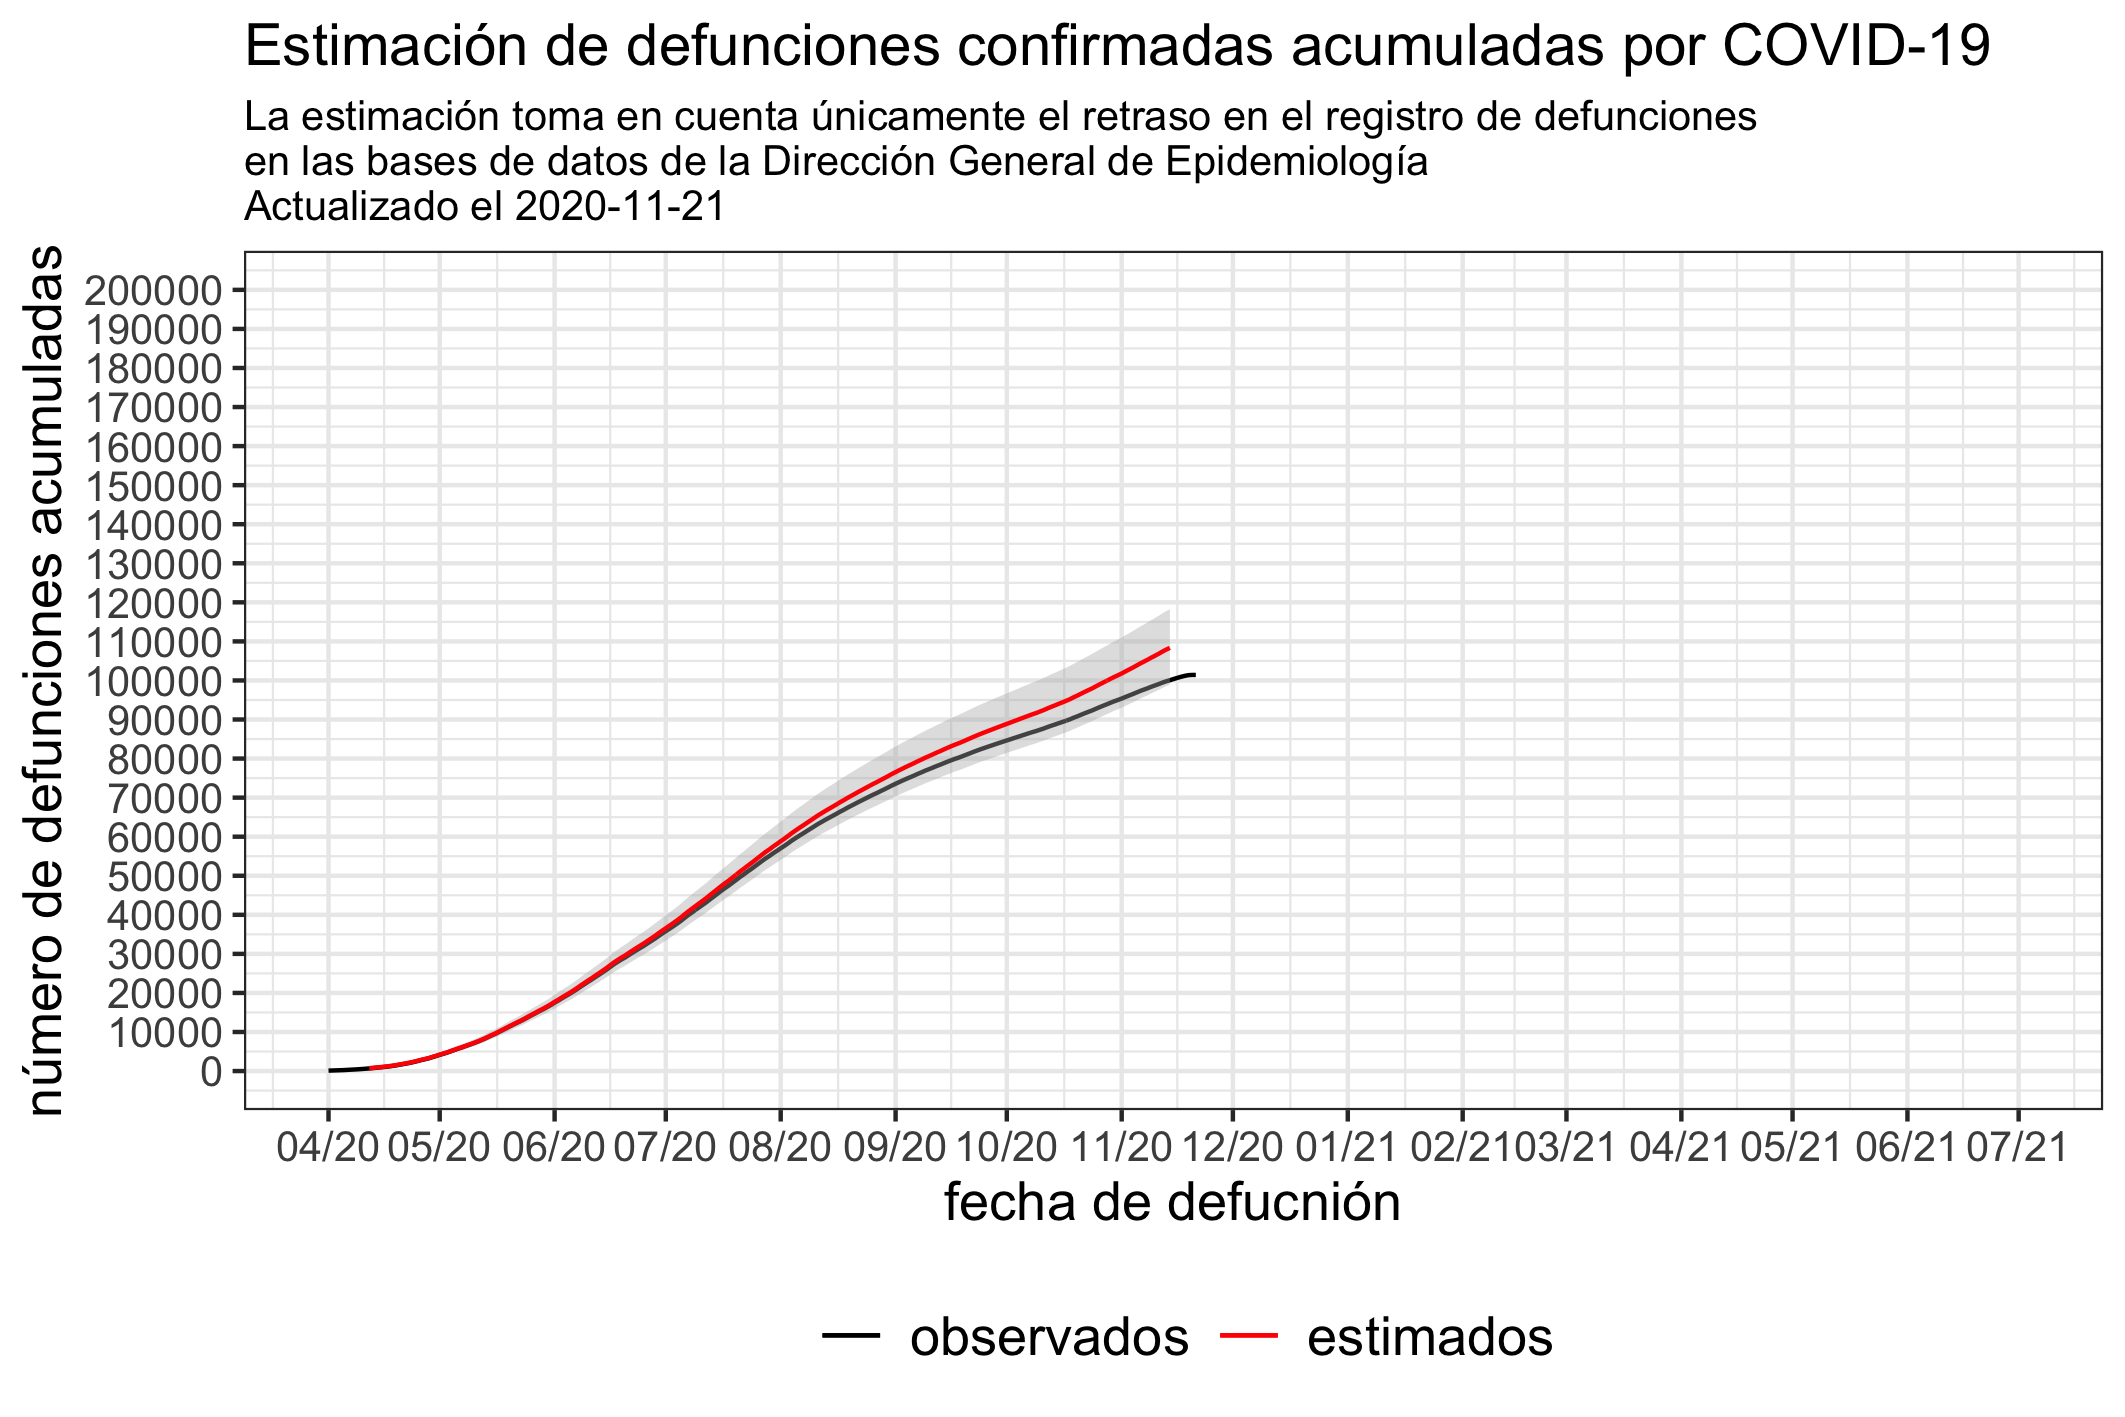 Estimación de defunciones confirmadas acumuladas por COVID-19
La estimación toma en cuenta únicamente el retraso en el registro de defunciones
en las bases de datos de la Dirección General de Epidemiología
Actualizado el 2020-11-21
número de defunciones acumuladas
200000
190000
180000
170000
160000
150000
140000
130000
120000
110000
100000
90000
80000
70000
60000
50000
40000
30000
20000
10000
0
04/20 05/20 06/20 07/20 08/20 09/20 10/20 11/20 12/20 01/21 02/21 03/21 04/21 05/21 06/21 07/21
fecha de defucnión
observados estimados